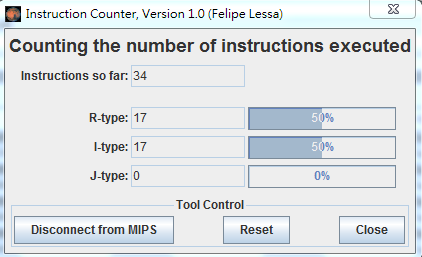 Instruction Counter, Version 1.0 (Felipe Lessa)
Counting the number of instructions executed
Instructions so far: 34
R-type: 17 50%
I-type: 17 50%
J-type: 0 0%
Tool Control
Disconnect from MIPS Reset Close